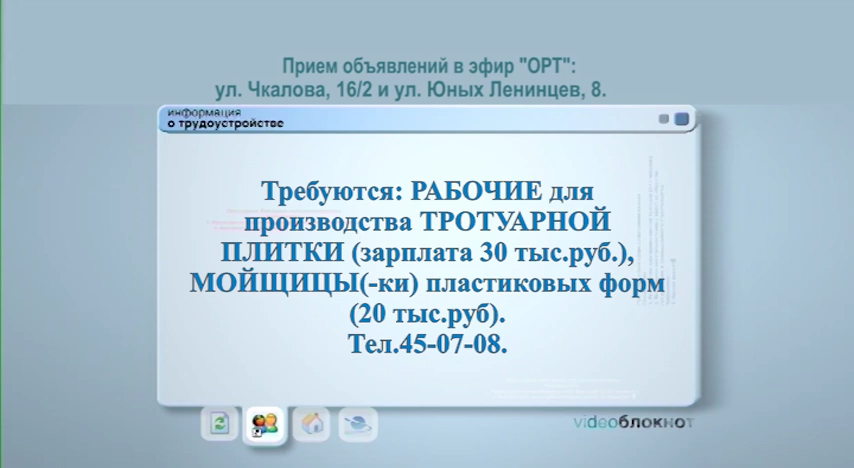 Прием объявлений в эфир "ОРТ":
ул. Чкалова, 16/2 и ул. Юных Ленинцев, 8.
информация
о трудоустройстве
Требуются: РАБОЧИЕ для
производства ТРОТУАРНОЙ
ПЛИТКИ (зарплата 30 тыс.руб.),
МОЙЩИЦЫ(-ки) пластиковых форм
(20 тыс.руб).
Тел.45-07-08.
videoблокнот